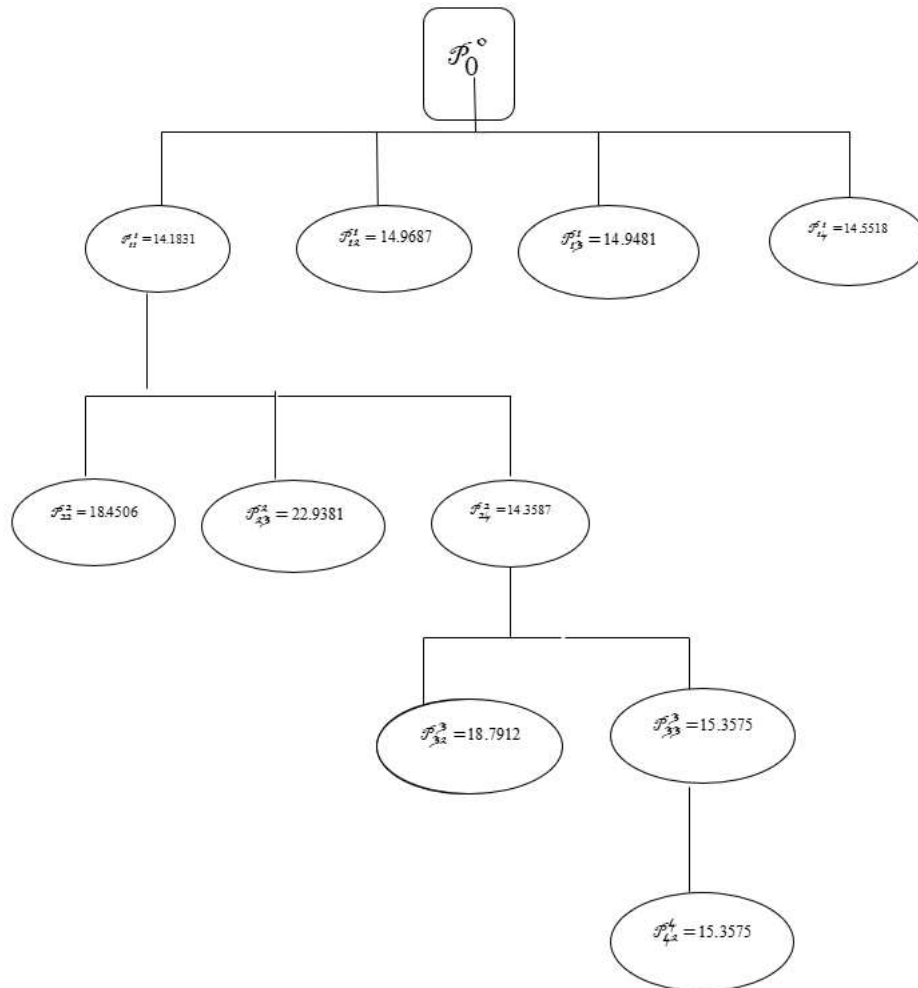 𝒫₀°
𝒫₁₁¹ = 14.1831
𝒫₁₂¹ = 14.9687
𝒫₁₃¹ = 14.9481
𝒫₁₄¹ = 14.5518
𝒫₂₂² = 18.4506
𝒫₂₃² = 22.9381
𝒫₂₄² = 14.3587
𝒫₃₂³ = 18.7912
𝒫₃₃³ = 15.3575
𝒫₄₂⁴ = 15.3575